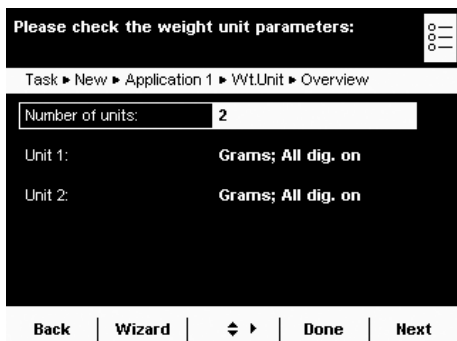 Please check the weight unit parameters:
Task ▸ New ▸ Application 1 ▸ Wt.Unit ▸ Overview
Number of units: 2
Unit 1: Grams; All dig. on
Unit 2: Grams; All dig. on
Back Wizard Done Next